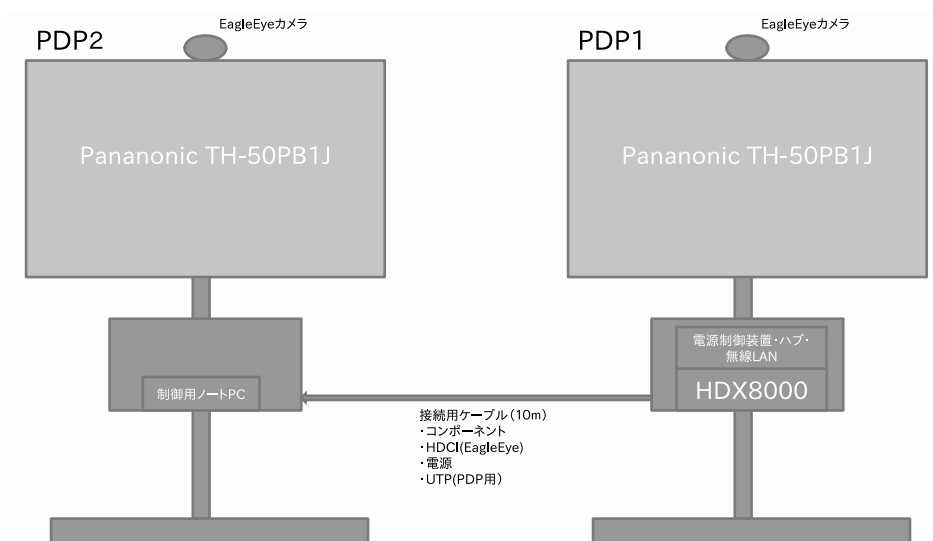 EagleEyeカメラ
PDP2
Pananonic TH-50PB1J
制御用ノートPC
EagleEyeカメラ
PDP1
Pananonic TH-50PB1J
電源制御装置・ハブ・
無線LAN
HDX8000
接続用ケーブル(10m)
・コンポーネント
・HDCI(EagleEye)
・電源
・UTP(PDP用)